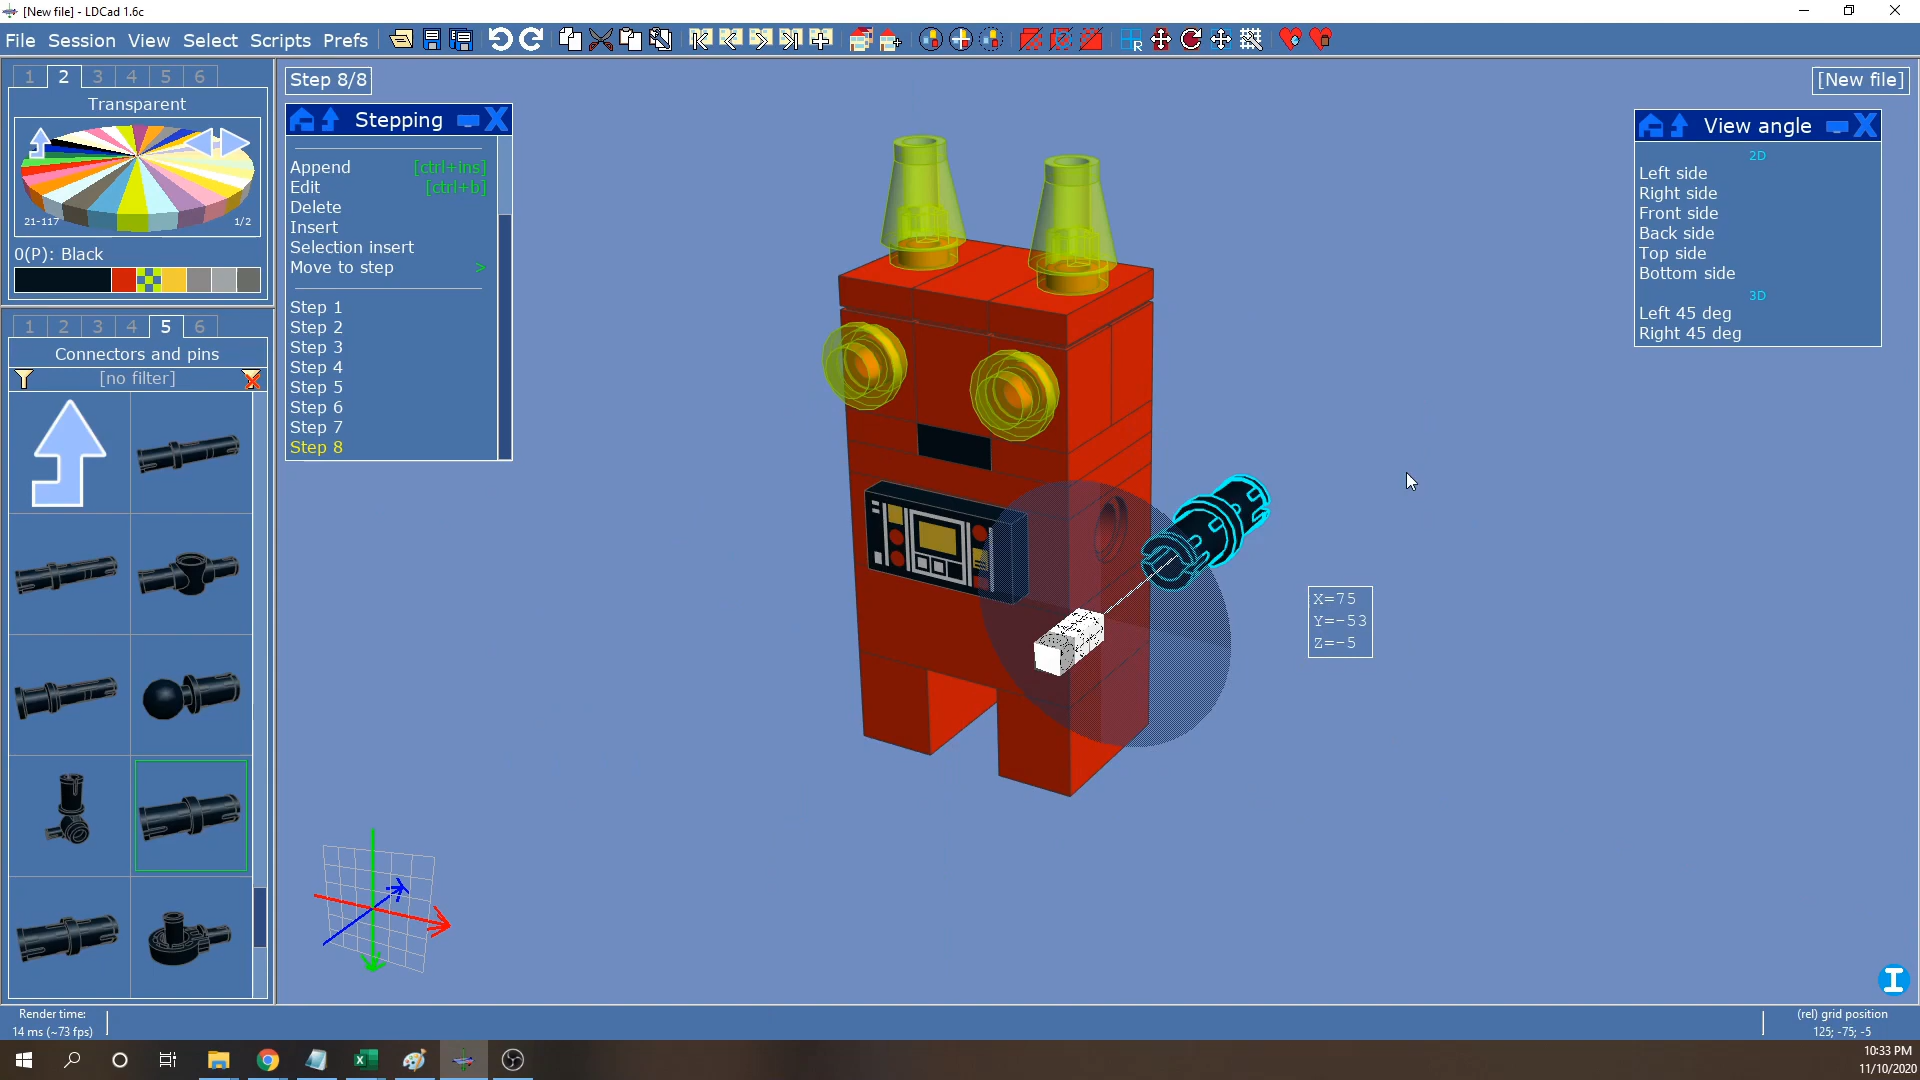 [New file] - LDCad 1.6c
File Session View Select Scripts Prefs
R
1 2 3 4 5 6
Transparent
21-117 1/2
0(P): Black
1 2 3 4 5 6
Connectors and pins
[no filter]
Step 8/8
Stepping
Append [ctrl+ins]
Edit [ctrl+b]
Delete
Insert
Selection insert
Move to step >
Step 1
Step 2
Step 3
Step 4
Step 5
Step 6
Step 7
Step 8
[New file]
View angle
2D
Left side
Right side
Front side
Back side
Top side
Bottom side
3D
Left 45 deg
Right 45 deg
X=75
Y=-53
Z=-5
Render time:
14 ms (~73 fps)
(rel) grid position
125; -75; -5
10:33 PM
11/10/2020